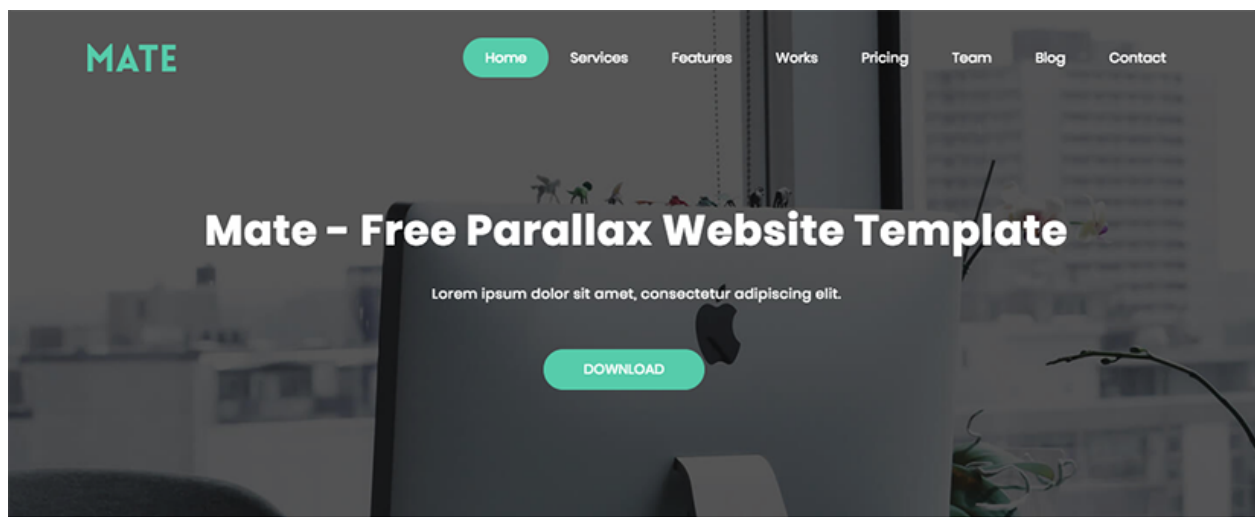 MATE
Home Services Features Works Pricing Team Blog Contact
Mate - Free Parallax Website Template
Lorem ipsum dolor sit amet, consectetur adipiscing elit.
DOWNLOAD